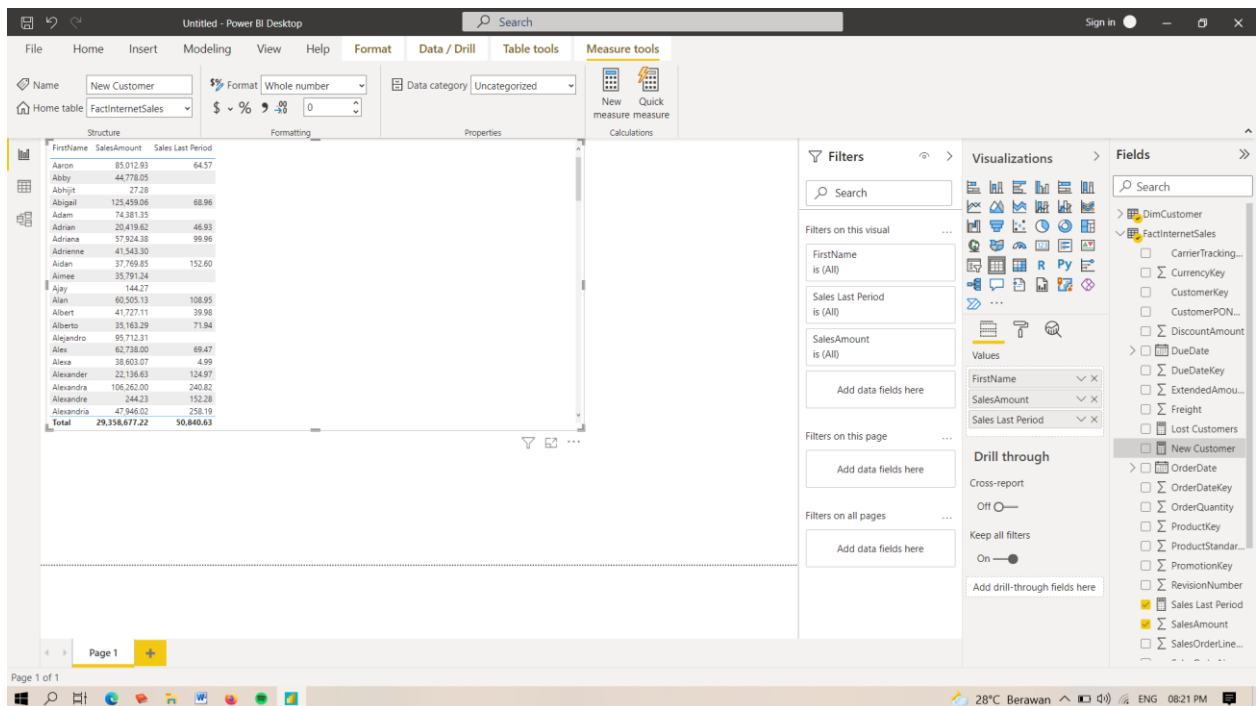 Untitled - Power BI Desktop
Search
Sign in
File Home Insert Modeling View Help Format Data / Drill Table tools Measure tools
Name New Customer
$% Format Whole number
Data category Uncategorized
New measure
Quick measure
Home table FactInternetSales
$ % 9 .00 0
Structure
Formatting
Properties
Calculations
FirstName SalesAmount Sales Last Period
Aaron 85,012.93 64.57
Abby 44,778.05
Abhijit 27.28
Abigail 125,459.06 68.96
Adam 74,381.35
Adrian 20,419.62 46.93
Adriana 57,924.38 99.96
Adrienne 41,543.30
Aidan 37,769.85 152.60
Aimee 35,791.24
Ajay 144.27
Alan 60,505.13 108.95
Albert 41,727.11 39.98
Alberto 35,163.29 71.94
Alejandro 95,712.31
Alex 62,738.00 69.47
Alexa 38,603.07 4.99
Alexander 22,136.63 124.97
Alexandra 106,262.00 240.82
Alexandre 244.23 152.28
Alexandria 47,946.02 258.19
Total 29,358,677.22 50,840.63
Filters
Search
Filters on this visual ...
FirstName
is (All)
Sales Last Period
is (All)
SalesAmount
is (All)
Add data fields here
Filters on this page ...
Add data fields here
Filters on all pages ...
Add data fields here
Visualizations
R Py
123
...
Values
FirstName
SalesAmount
Sales Last Period
Drill through
Cross-report
Off
Keep all filters
On
Add drill-through fields here
Fields
Search
DimCustomer
FactInternetSales
CarrierTracking...
∑ CurrencyKey
CustomerKey
CustomerPON...
∑ DiscountAmount
DueDate
∑ DueDateKey
∑ ExtendedAmou...
∑ Freight
Lost Customers
New Customer
OrderDate
∑ OrderDateKey
∑ OrderQuantity
∑ ProductKey
∑ ProductStandar...
∑ PromotionKey
∑ RevisionNumber
Sales Last Period
∑ SalesAmount
∑ SalesOrderLine...
Page 1 +
Page 1 of 1
28°C Berawan ENG 08:21 PM